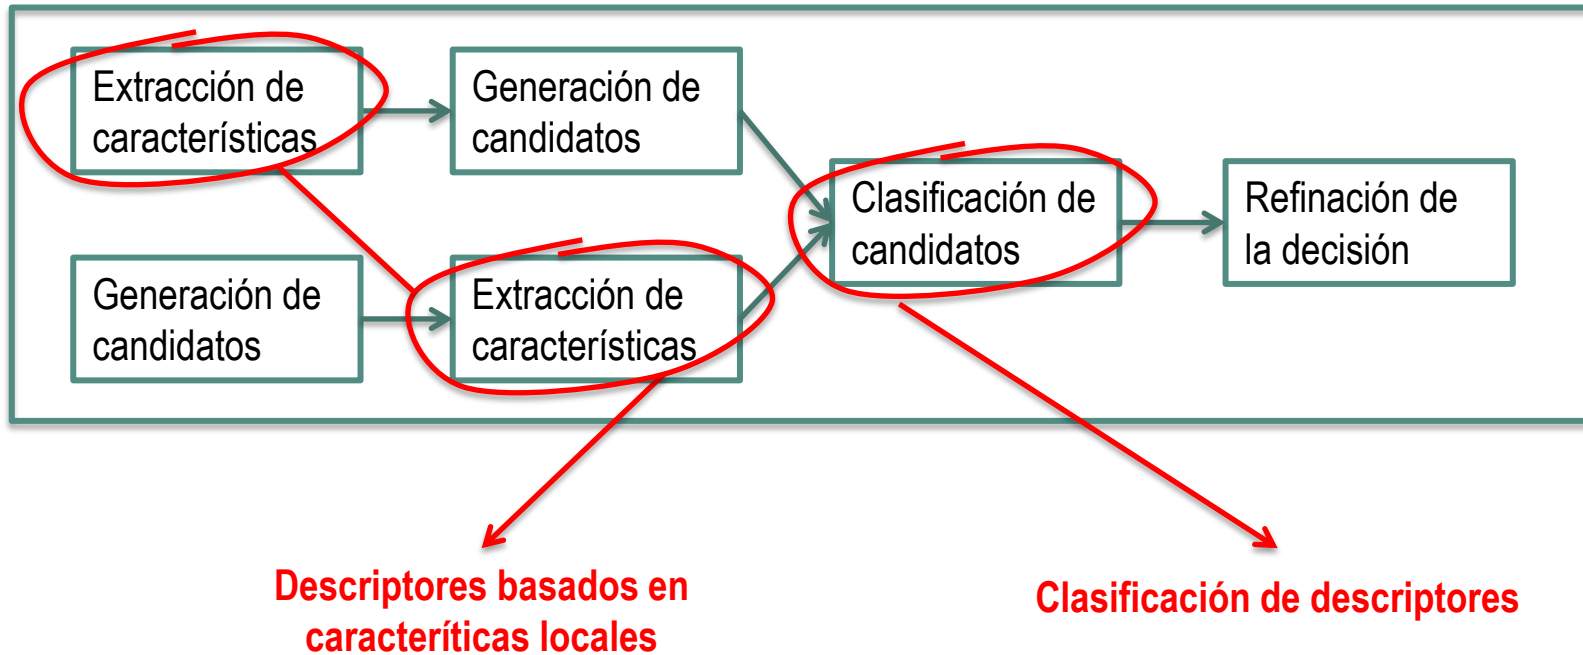 Extracción de
características
Generación de
candidatos
Clasificación de
candidatos
Refinación de
la decisión
Generación de
candidatos
Extracción de
características
Descriptores basados en
caracteríticas locales
Clasificación de descriptores